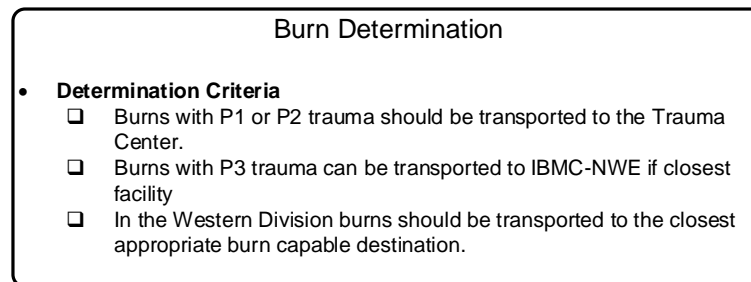 Burn Determination
• Determination Criteria
❑ Burns with P1 or P2 trauma should be transported to the Trauma
Center.
❑ Burns with P3 trauma can be transported to IBMC-NWE if closest
facility
❑ In the Western Division burns should be transported to the closest
appropriate burn capable destination.